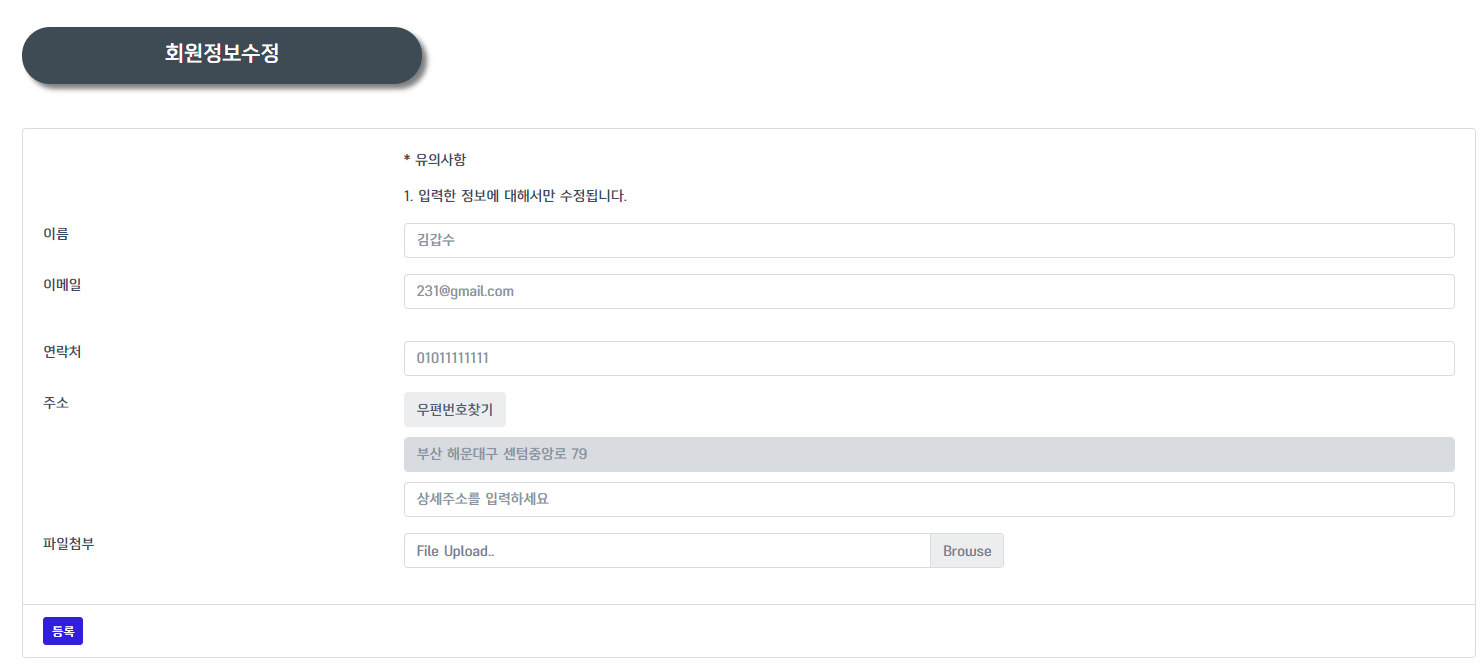 회원정보수정
* 유의사항
1. 입력한 정보에 대해서만 수정됩니다.
이름
김갑수
이메일
231@gmail.com
연락처
01011111111
주소
우편번호찾기
부산 해운대구 센텀중앙로 79
상세주소를 입력하세요
파일첨부
File Upload..
Browse
등록